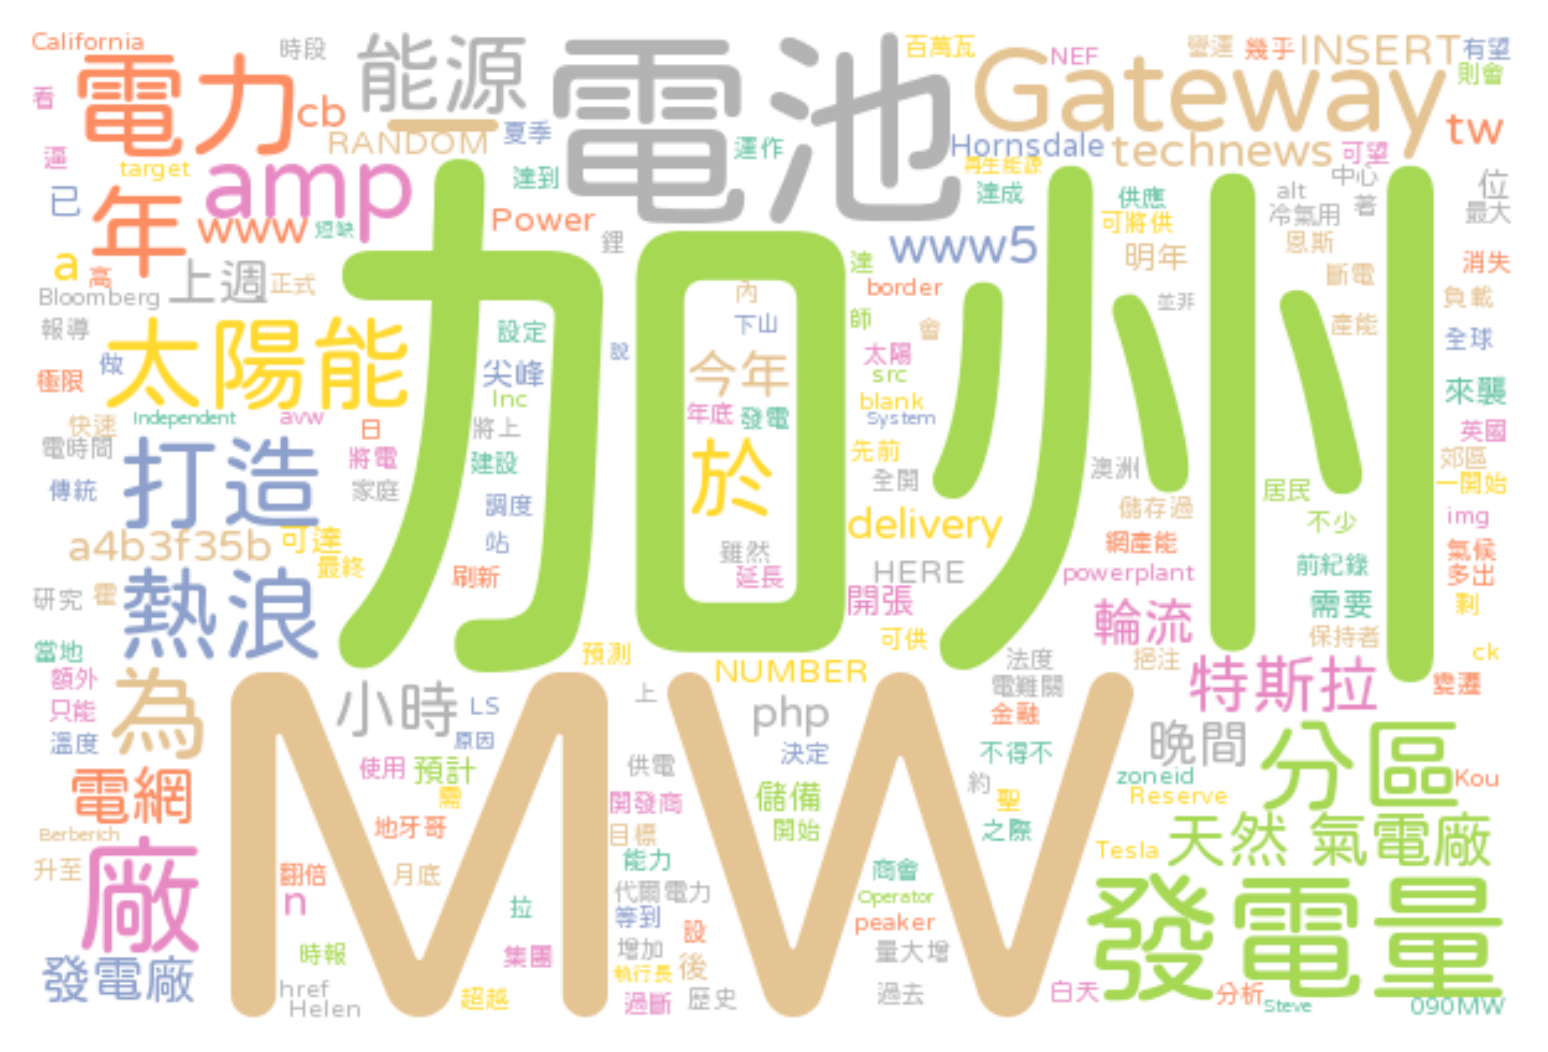 California
時段
能源
電池
百萬瓦
NEF
營運
幾乎
INSERT
有望
則會
看
電力
cb
一
RANDOM
夏季
運作
Gateway
Hornsdale
technews
可望
tw
逼
target
amp
達到
再生能源
達成
供應
alt
中心
位
已
年
www
短缺
Power
鋰
www5
可將供
冷氣用
著
最大
a
高
上週
正式
加州
達
明年
恩斯
斷電
消失
Bloomberg
內
border
並非
負載
報導
太陽能
設定
下山
師
會
產能
全球
做
尖峰
說
今年
太陽
src
極限
Inc
blank
來襲
快速
Independent
avw
日
將上
年底
發電
System
英國
電時間
打造
將電
建設
於
先前
澳洲
郊區
傳統
家庭
調度
全開
儲存過
居民
一開始
a4b3f35b
可達
站
雖然
delivery
網產能
不少
img
最終
刷新
延長
HERE
powerplant
前紀錄
氣候
多出
研究
霍
熱浪
開張
輪流
需要
剩
當地
預測
可供
法度
挹注
保持者
ck
額外
為
小時
LS
上
NUMBER
電難關
特斯拉
變遷
只能
MW
php
金融
溫度
原因
決定
不得不
晚間
分區
電網
使用
預計
供電
約
zoneid
Kou
需
開發商
儲備
聖
Reserve
Berberich
地牙哥
目標
開始
之際
Tesla
天然
氣電廠
升至
廠
翻倍
月底
能力
商會
n
拉
代爾電力
Operator
發電量
等到
設
peaker
發電廠
時報
集團
增加
量大增
執行長
後
href
Helen
超越
過斷
歷史
過去
白天
分析
Steve
090MW